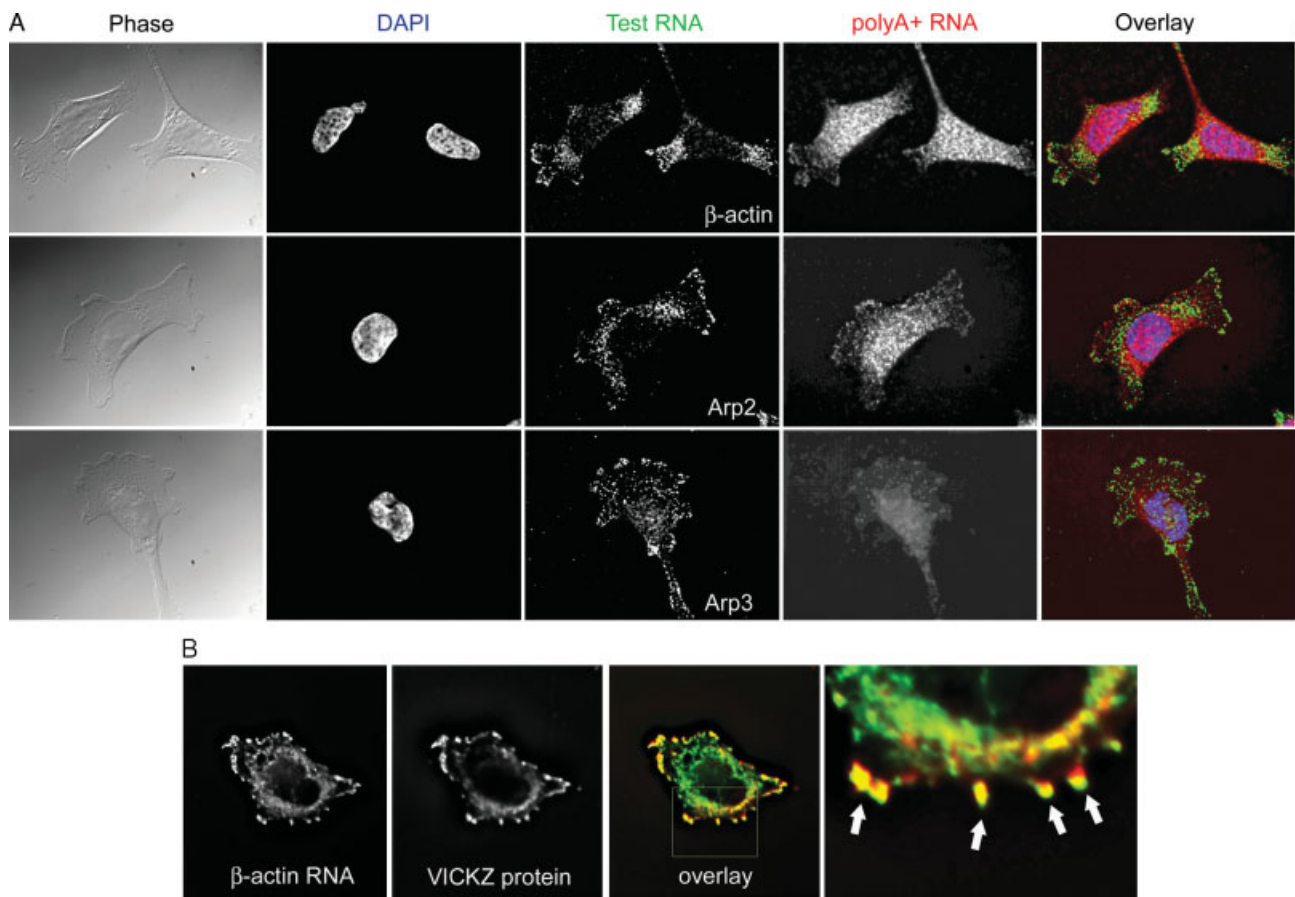 A
Phase DAPI Test RNA polyA+ RNA Overlay
β-actin
Arp2
Arp3
B
β-actin RNA VICKZ protein overlay